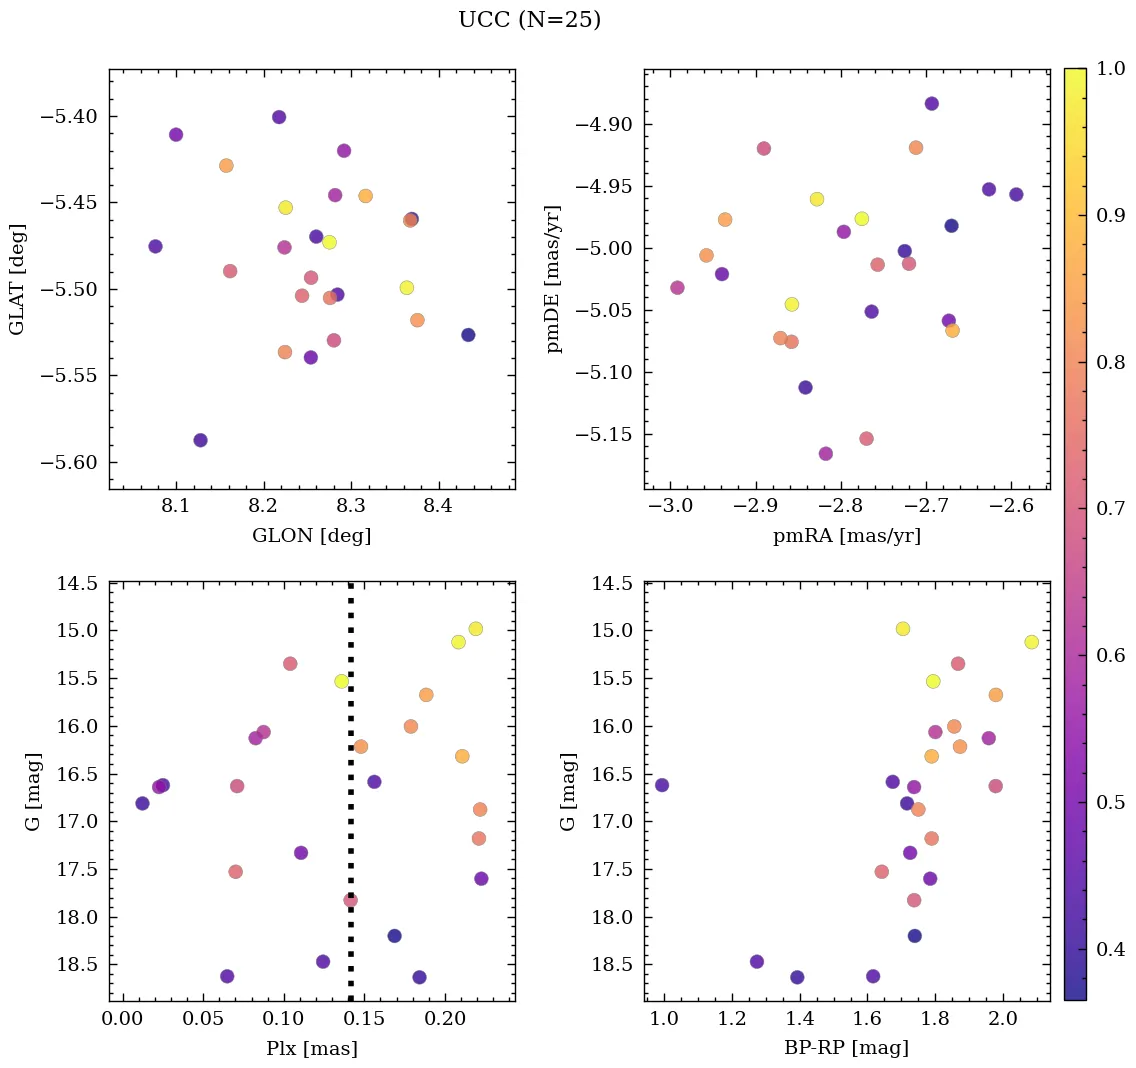 UCC (N=25)
−5.40
−5.45
−5.50
−5.55
−5.60
GLAT [deg]
8.1 8.2 8.3 8.4
GLON [deg]
−4.90
−4.95
−5.00
−5.05
−5.10
−5.15
pmDE [mas/yr]
−3.0 −2.9 −2.8 −2.7 −2.6
pmRA [mas/yr]
14.5
15.0
15.5
16.0
16.5
17.0
17.5
18.0
18.5
G [mag]
0.00 0.05 0.10 0.15 0.20
Plx [mas]
14.5
15.0
15.5
16.0
16.5
17.0
17.5
18.0
18.5
G [mag]
1.0 1.2 1.4 1.6 1.8 2.0
BP-RP [mag]
1.0
0.9
0.8
0.7
0.6
0.5
0.4